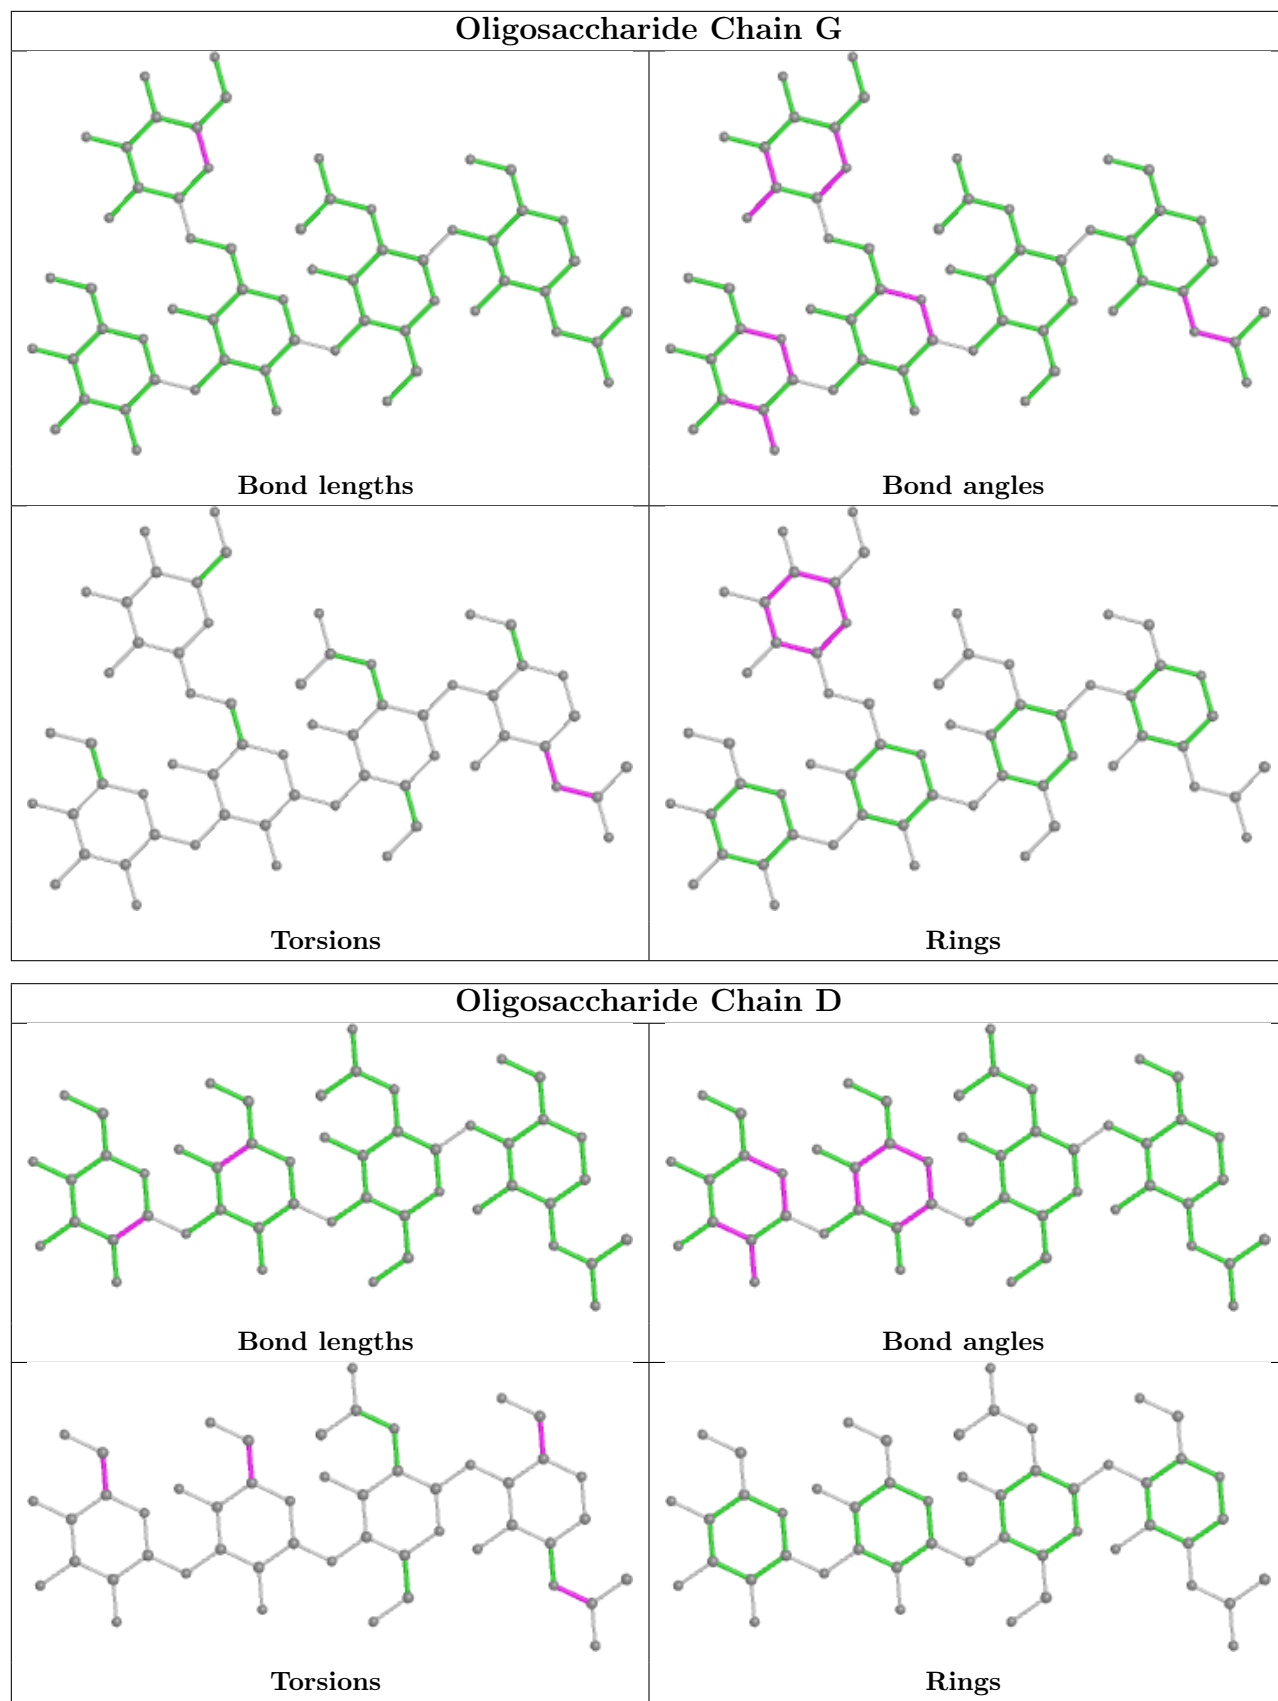 Oligosaccharide Chain G
Bond lengths
Bond angles
Torsions
Rings
Oligosaccharide Chain D
Bond lengths
Bond angles
Torsions
Rings